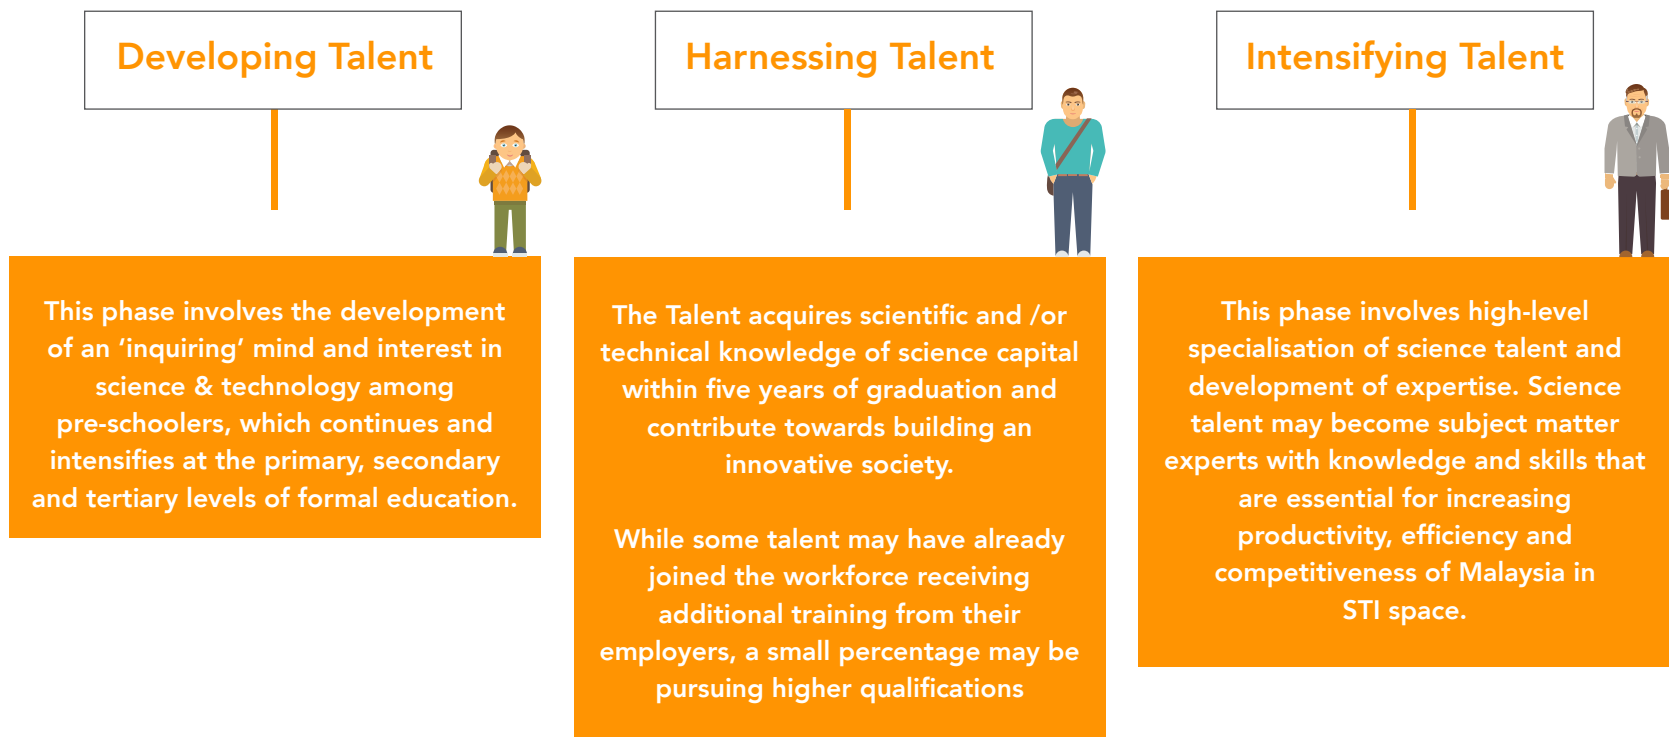 Developing Talent
This phase involves the development
of an ‘inquiring’ mind and interest in
science & technology among
pre-schoolers, which continues and
intensifies at the primary, secondary
and tertiary levels of formal education.
Harnessing Talent
The Talent acquires scientific and /or
technical knowledge of science capital
within five years of graduation and
contribute towards building an
innovative society.
While some talent may have already
joined the workforce receiving
additional training from their
employers, a small percentage may be
pursuing higher qualifications
Intensifying Talent
This phase involves high-level
specialisation of science talent and
development of expertise. Science
talent may become subject matter
experts with knowledge and skills that
are essential for increasing
productivity, efficiency and
competitiveness of Malaysia in
STI space.